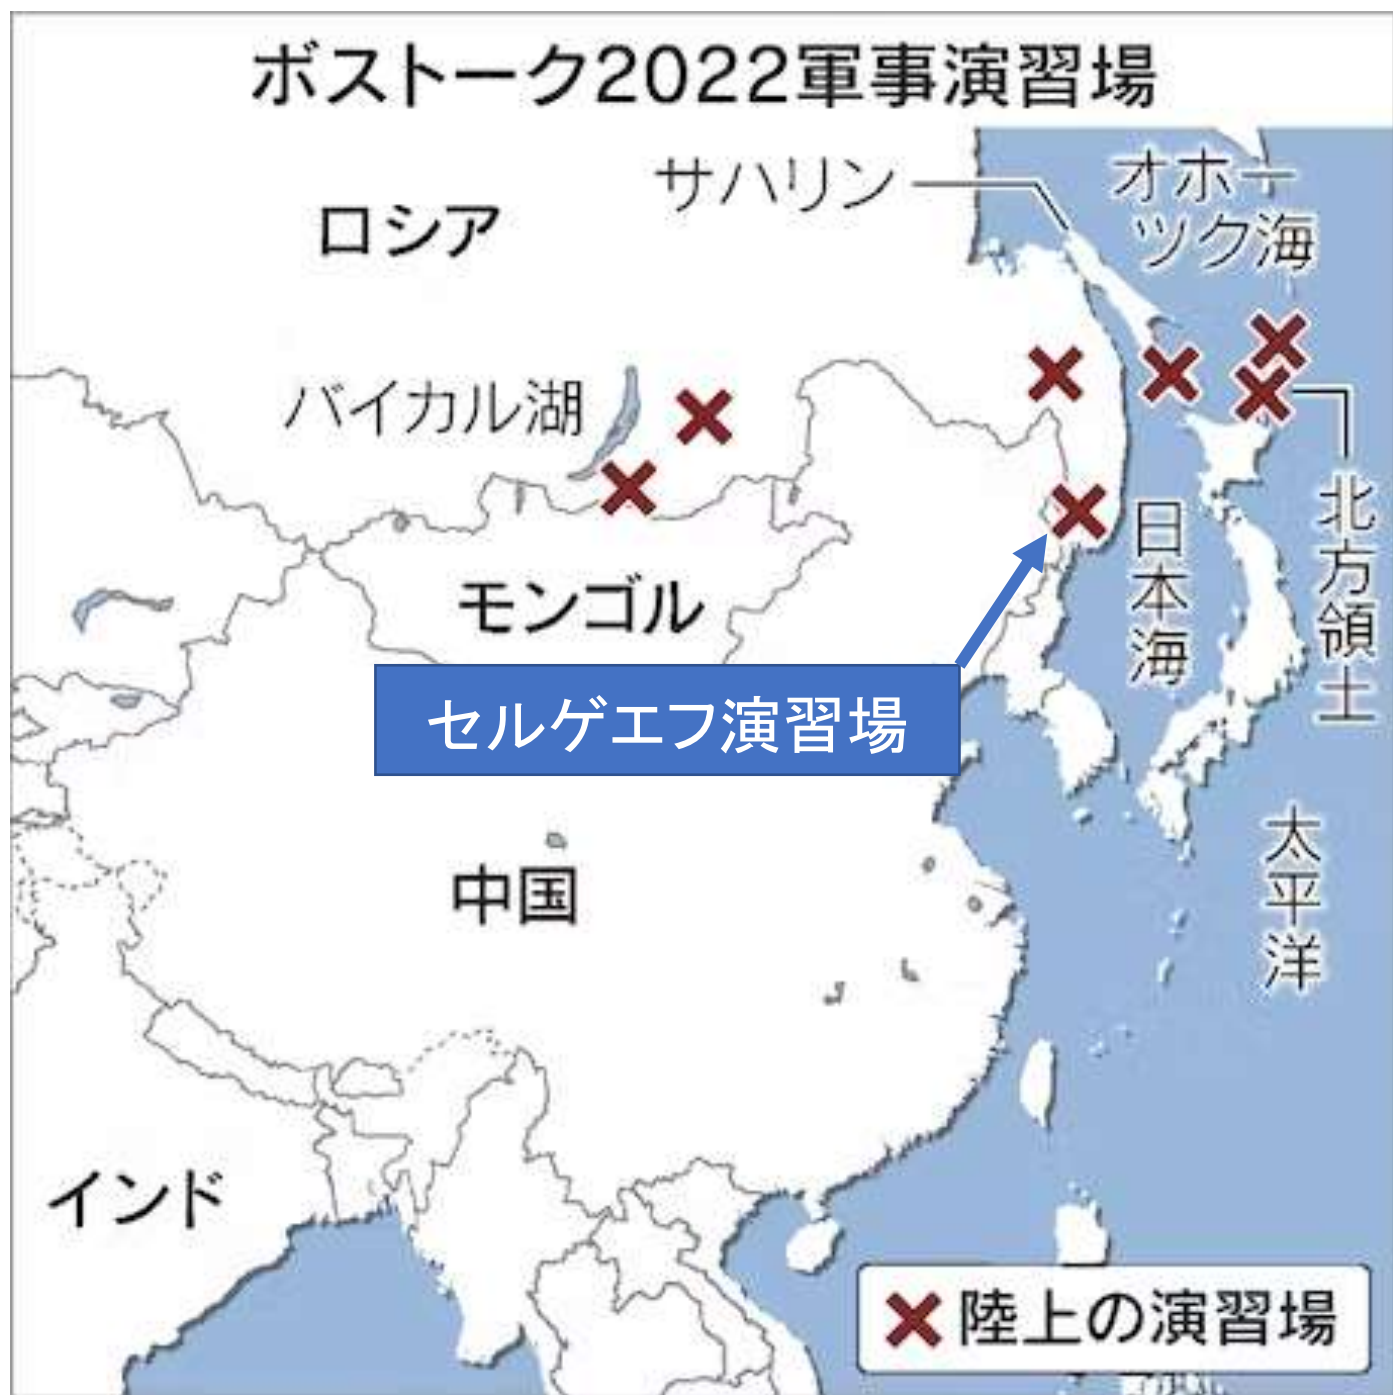 ボストーク2022軍事演習場
サハリン
オホー
ツク海
ロシア
バイカル湖
北方領土
日本海
モンゴル
セルゲエフ演習場
太平洋
中国
インド
陸上の演習場